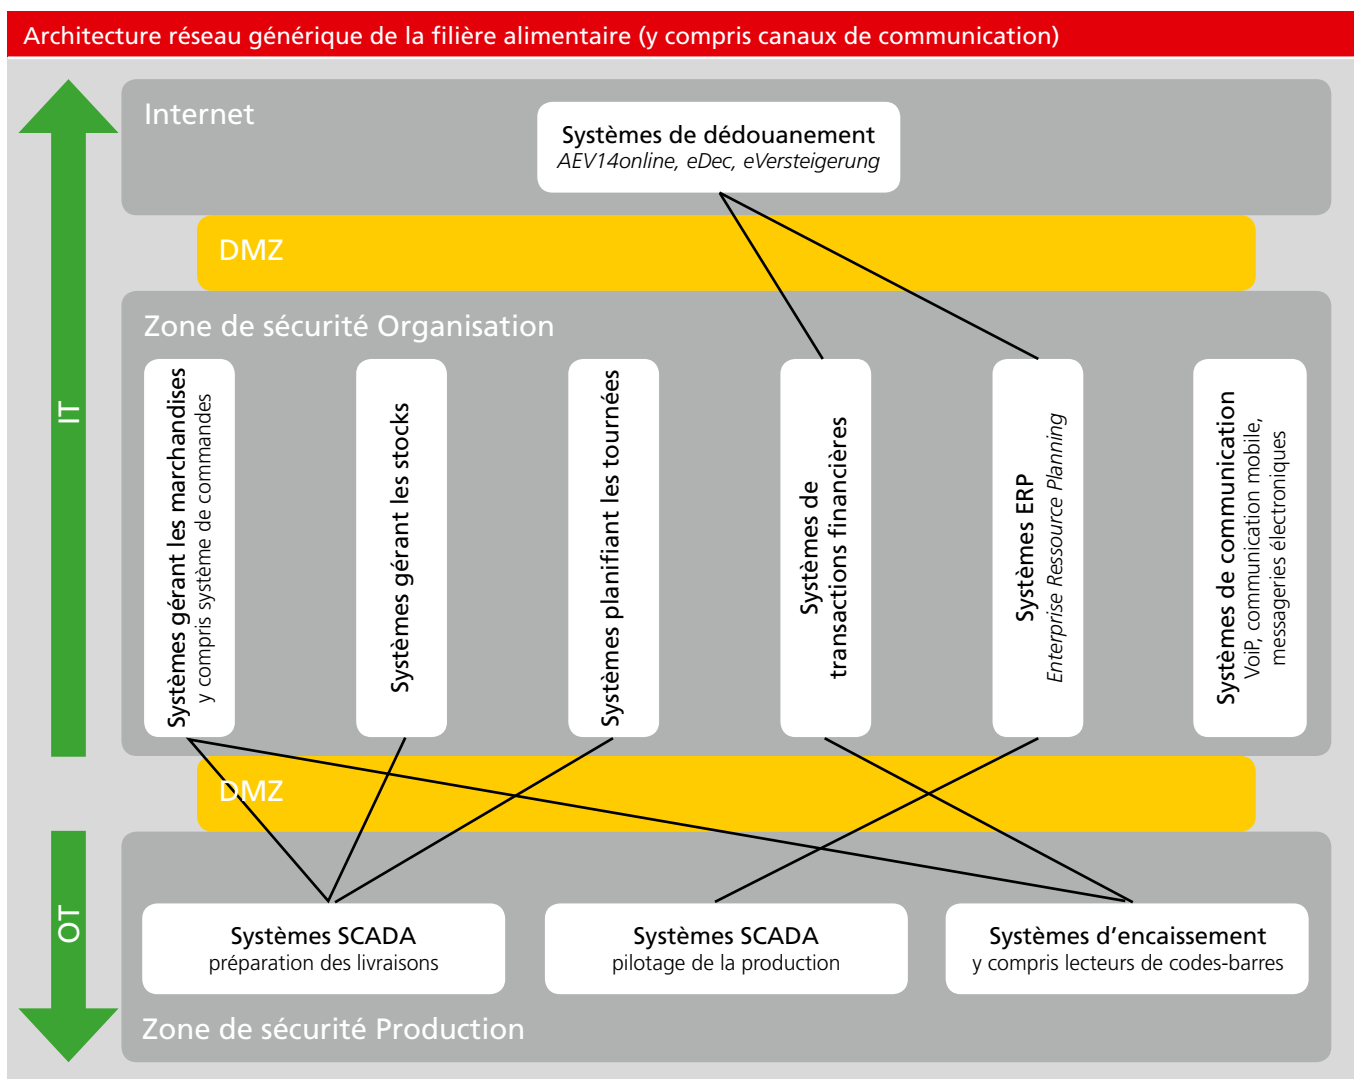 Architecture réseau générique de la filière alimentaire (y compris canaux de communication)
Internet
Systèmes de dédouanement
AEV14online, eDec, eVersteigerung
DMZ
Zone de sécurité Organisation
IT
Systèmes gérant les marchandises
y compris système de commandes
Systèmes gérant les stocks
Systèmes planifiant les tournées
Systèmes de
transactions financières
Systèmes ERP
Enterprise Ressource Planning
Systèmes de communication
VoiP, communication mobile,
messageries électroniques
DMZ
OT
Systèmes SCADA
préparation des livraisons
Systèmes SCADA
pilotage de la production
Systèmes d’encaissement
y compris lecteurs de codes-barres
Zone de sécurité Production